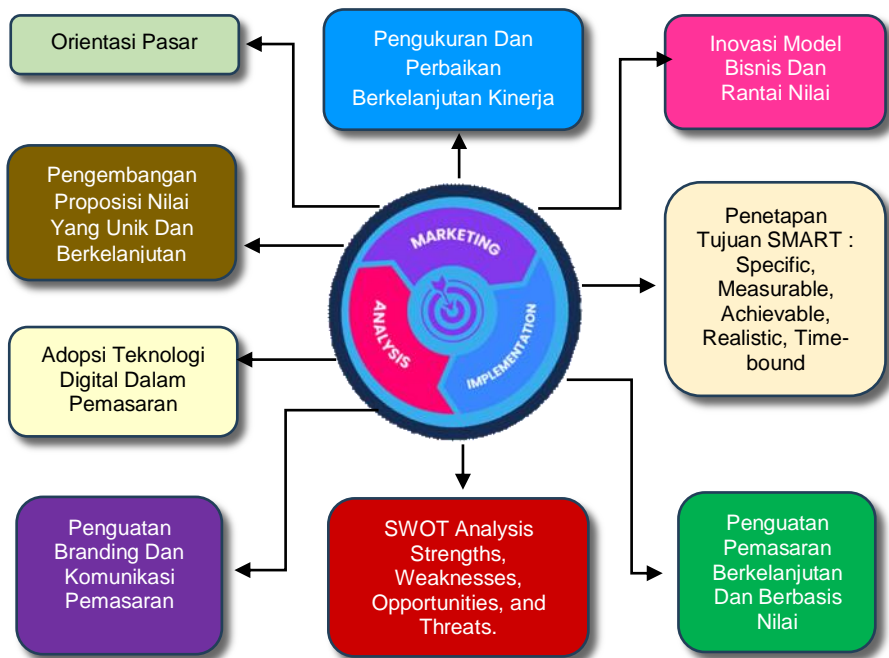 Orientasi Pasar
Pengukuran Dan
Perbaikan
Berkelanjutan Kinerja
Inovasi Model
Bisnis Dan
Rantai Nilai
Pengembangan
Proposisi Nilai
Yang Unik Dan
Berkelanjutan
MARKETING
ANALYSIS
IMPLEMENTATION
Penetapan
Tujuan SMART :
Specific,
Measurable,
Achievable,
Realistic, Time-
bound
Adopsi Teknologi
Digital Dalam
Pemasaran
Penguatan
Branding Dan
Komunikasi
Pemasaran
SWOT Analysis
Strengths,
Weaknesses,
Opportunities, and
Threats.
Penguatan
Pemasaran
Berkelanjutan
Dan Berbasis
Nilai